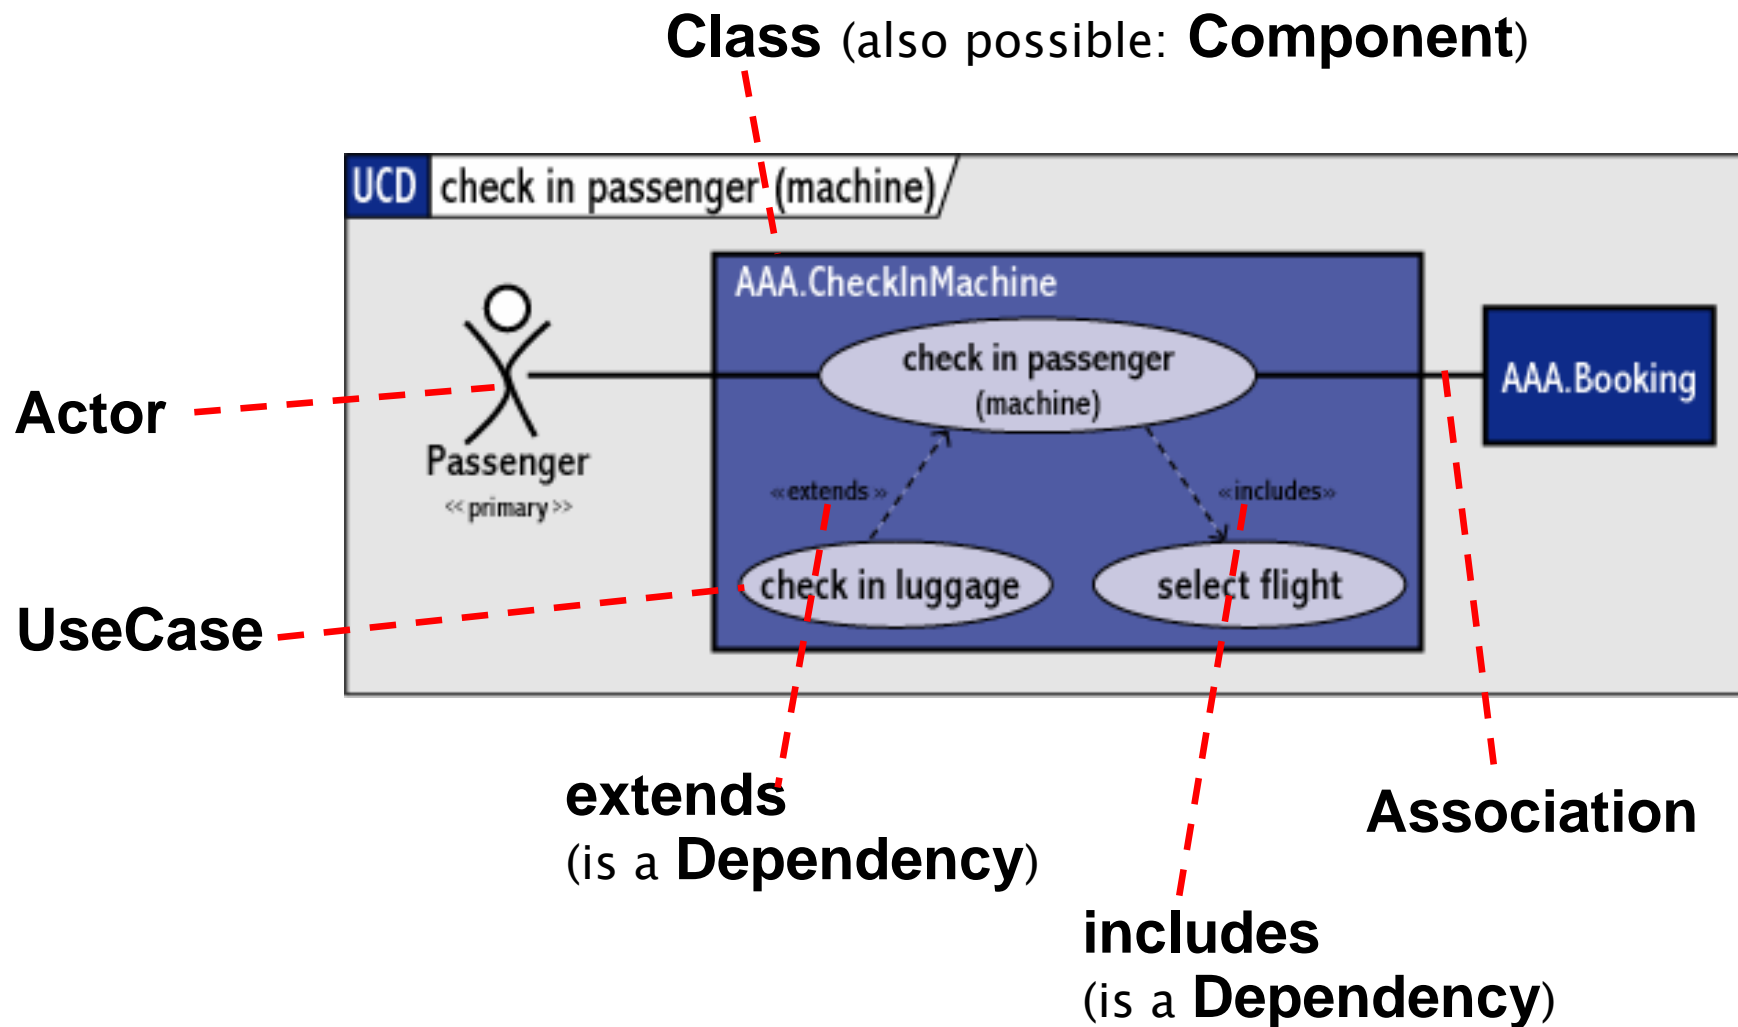 Class (also possible: Component)
UCD check in passenger (machine)
AAA.CheckInMachine
check in passenger
(machine)
AAA.Booking
Actor
Passenger
<<primary>>
«extends»
«includes»
check in luggage
select flight
UseCase
extends
(is a Dependency)
Association
includes
(is a Dependency)